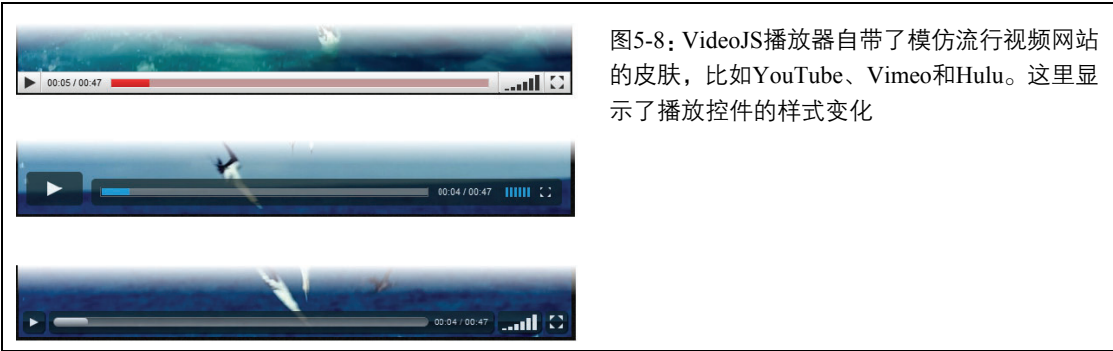 00:05 / 00:47
00:04 / 00:47
00:04 / 00:47
图5-8：VideoJS播放器自带了模仿流行视频网站
的皮肤，比如YouTube、Vimeo和Hulu。这里显
示了播放控件的样式变化